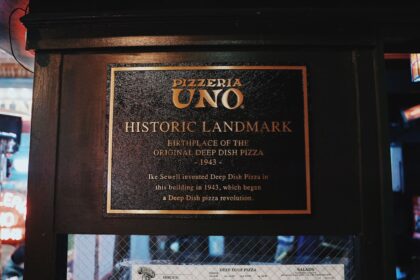 PIZZERIA
UNO
HISTORIC LANDMARK
BIRTHPLACE OF THE
ORIGINAL DEEP DISH PIZZA
- 1943 -
Ike Sewell invented Deep Dish Pizza in
this building in 1943, which began
a Deep Dish pizza revolution.
DEEP DISH PIZZA
SALADS